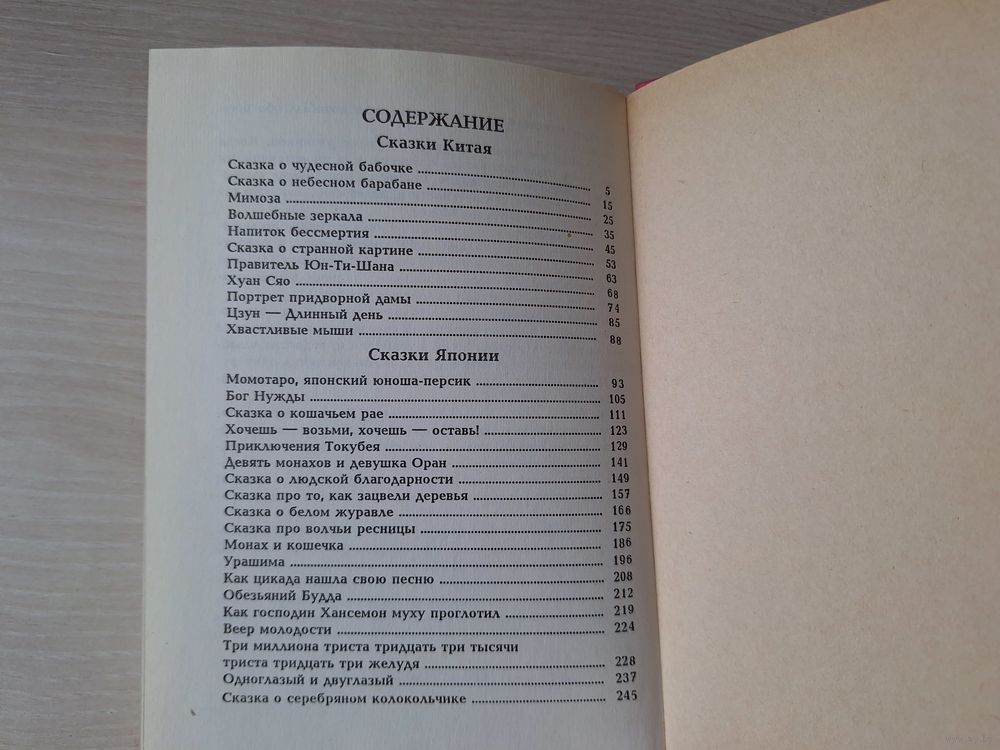 СОДЕРЖАНИЕ
Сказки Китая
Сказка о чудесной бабочке 5
Сказка о небесном барабане 15
Мимоза 25
Волшебные зеркала 35
Напиток бессмертия 45
Сказка о странной картине 53
Правитель Юн-Ти-Шана 63
Хуан Сяо 68
Портрет придворной дамы 74
Цзун — Длинный день 85
Хвастливые мыши 88
Сказки Японии
Момотаро, японский юноша-персик 93
Бог Нужды 105
Сказка о кошачьем рае 111
Хочешь — возьми, хочешь — оставь! 123
Приключения Токубея 129
Девять монахов и девушка Оран 141
Сказка о людской благодарности 149
Сказка про то, как зацвели деревья 157
Сказка о белом журавле 166
Сказка про волчьи ресницы 175
Монах и кошечка 186
Урашима 196
Как цикада нашла свою песню 208
Обезьяний Будда 212
Как господин Хансемон муху проглотил 219
Веер молодости 224
Три миллиона триста тридцать три тысячи
триста тридцать три желудя 228
Одноглазый и двуглазый 237
Сказка о серебряном колокольчике 245